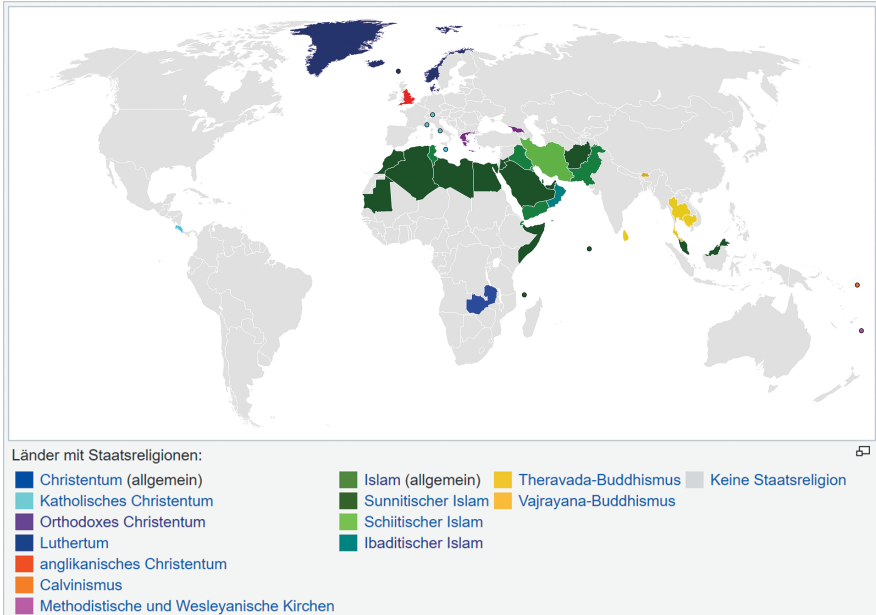 Länder mit Staatsreligionen:
Christentum (allgemein)
Katholisches Christentum
Orthodoxes Christentum
Luthertum
anglikanisches Christentum
Calvinismus
Methodistische und Wesleyanische Kirchen
Islam (allgemein)
Sunnitischer Islam
Schiitischer Islam
Ibaditischer Islam
Theravada-Buddhismus
Vajrayana-Buddhismus
Keine Staatsreligion